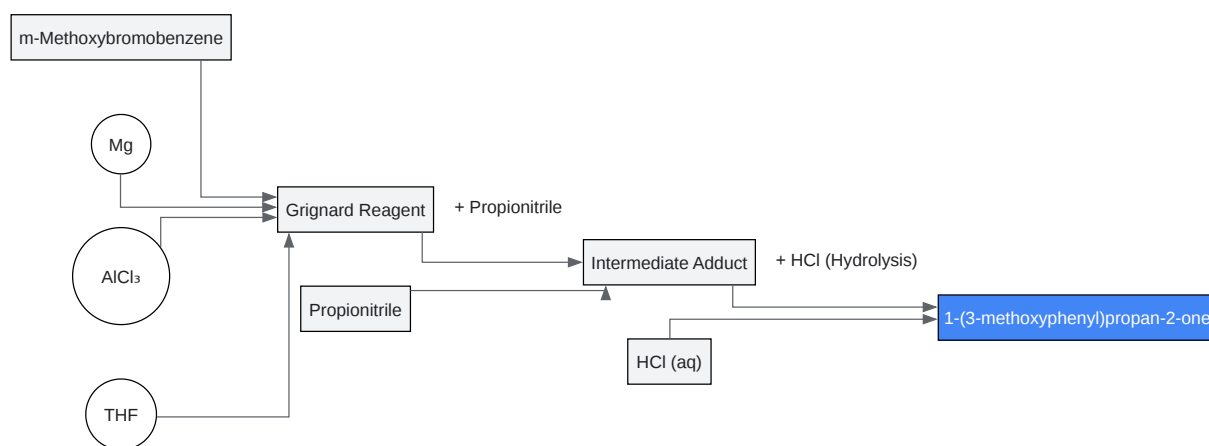 m-Methoxybromobenzene
Mg
Grignard Reagent
+ Propionitrile
AlCl₃
Intermediate Adduct
+ HCl (Hydrolysis)
Propionitrile
1-(3-methoxyphenyl)propan-2-one
HCl (aq)
THF